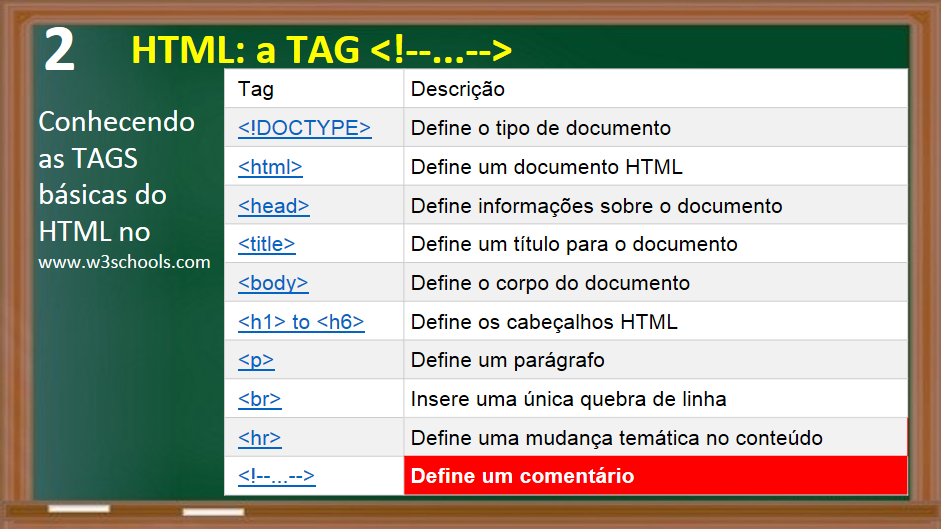 2
HTML: a TAG <!--...-->
Conhecendo
as TAGS
básicas do
HTML no
www.w3schools.com
Tag Descrição
<!DOCTYPE> Define o tipo de documento
<html> Define um documento HTML
<head> Define informações sobre o documento
<title> Define um título para o documento
<body> Define o corpo do documento
<h1> to <h6> Define os cabeçalhos HTML
<p> Define um parágrafo
<br> Insere uma única quebra de linha
<hr> Define uma mudança temática no conteúdo
<!--...--> Define um comentário